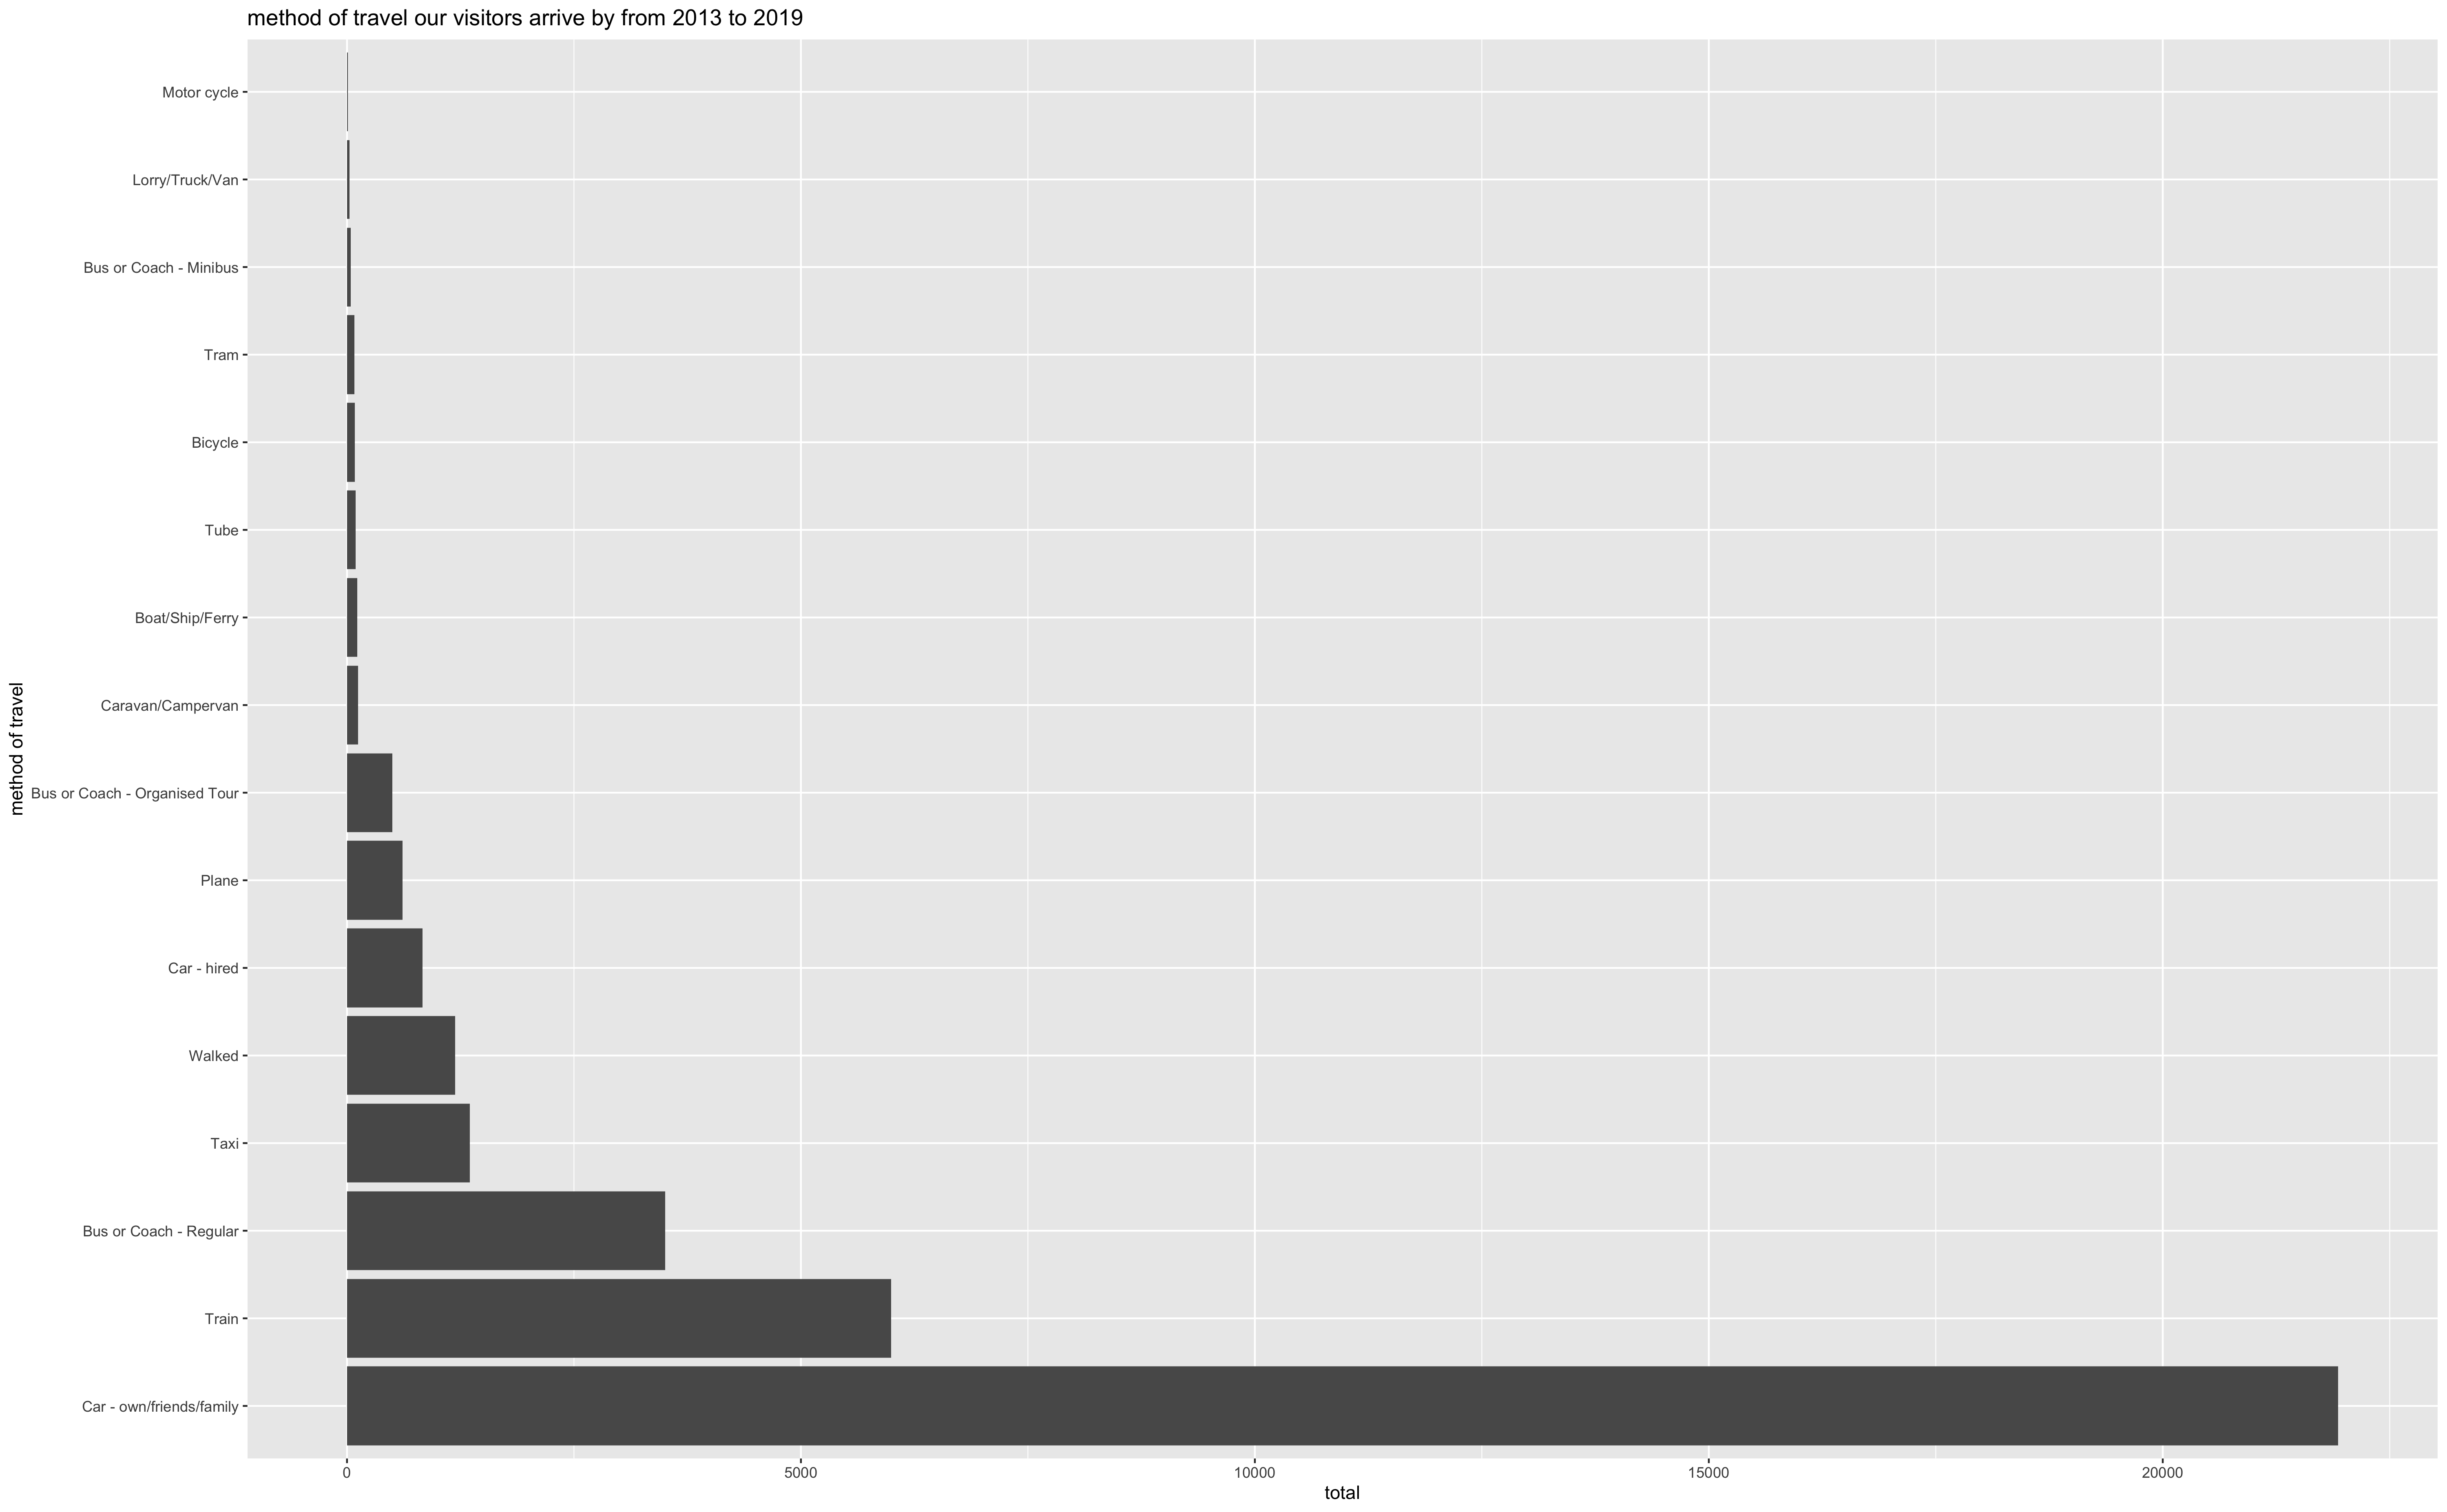 method of travel our visitors arrive by from 2013 to 2019
method of travel
Motor cycle
Lorry/Truck/Van
Bus or Coach - Minibus
Tram
Bicycle
Tube
Boat/Ship/Ferry
Caravan/Campervan
Bus or Coach - Organised Tour
Plane
Car - hired
Walked
Taxi
Bus or Coach - Regular
Train
Car - own/friends/family
0 5000 10000 15000 20000
total